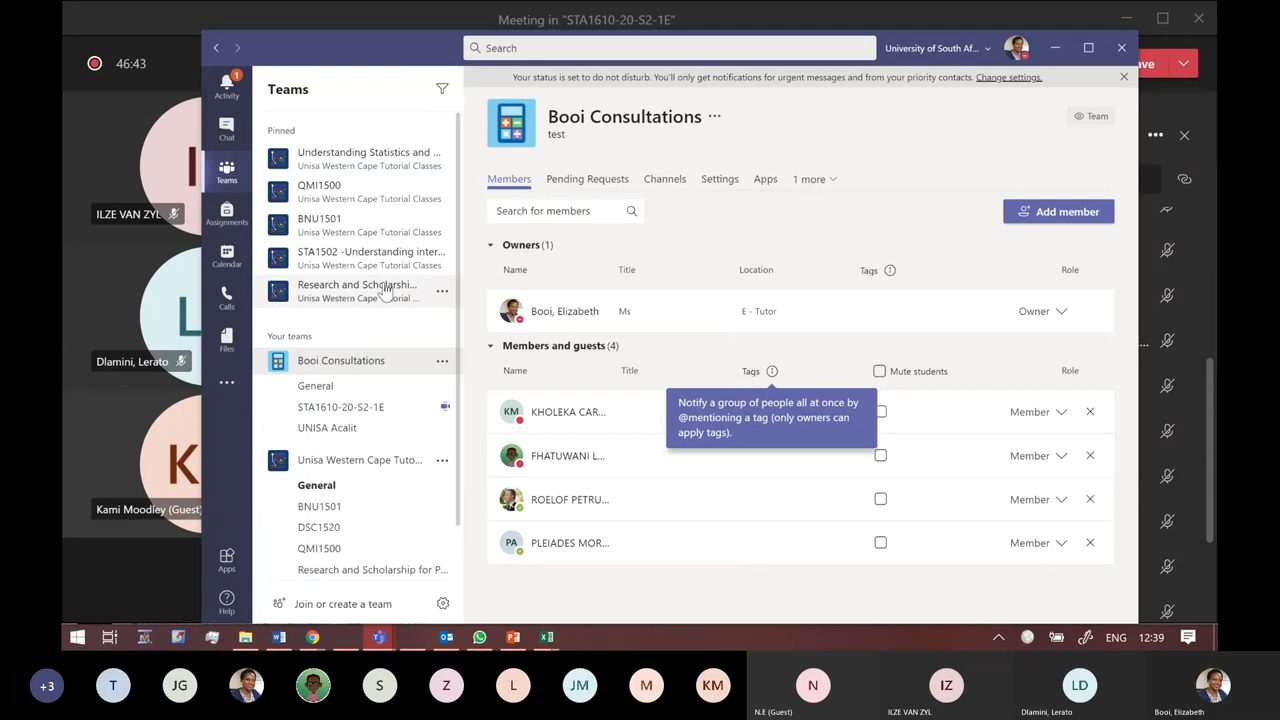 Meeting in "STA1610-20-S2-1E"
46:43
Search
University of South Af...
ve
Your status is set to do not disturb. You'll only get notifications for urgent messages and from your priority contacts. Change settings.
1
Activity
Chat
Teams
Assignments
Calendar
Calls
Files
Apps
Help
Teams
Pinned
Understanding Statistics and ...
Unisa Western Cape Tutorial Classes
QMI1500
Unisa Western Cape Tutorial Classes
BNU1501
Unisa Western Cape Tutorial Classes
STA1502 -Understanding inter...
Unisa Western Cape Tutorial Classes
Research and Scholarshi...
Unisa Western Cape Tutorial ...
Your teams
Booi Consultations
General
STA1610-20-S2-1E
UNISA Acalit
Unisa Western Cape Tuto...
General
BNU1501
DSC1520
QMI1500
Research and Scholarship for P...
Join or create a team
Booi Consultations
test
Team
Members
Pending Requests
Channels
Settings
Apps
1 more
Search for members
Add member
Owners (1)
Name Title Location Tags Role
Booi, Elizabeth Ms E - Tutor Owner
Members and guests (4)
Name Title Tags Mute students Role
Notify a group of people all at once by
@mentioning a tag (only owners can
apply tags).
KM KHOLEKA CAR... Member
FHATUWANI L... Member
ROELOF PETRU... Member
PA PLEIADES MOR... Member
I
ILZE VAN ZYL
L
Dlamini, Lerato
K
Kami Moodley (Guest)
ENG 12:39
+3
T
JG
S
Z
L
JM
M
KM
N
N.E (Guest)
IZ
ILZE VAN ZYL
LD
Dlamini, Lerato
Booi, Elizabeth